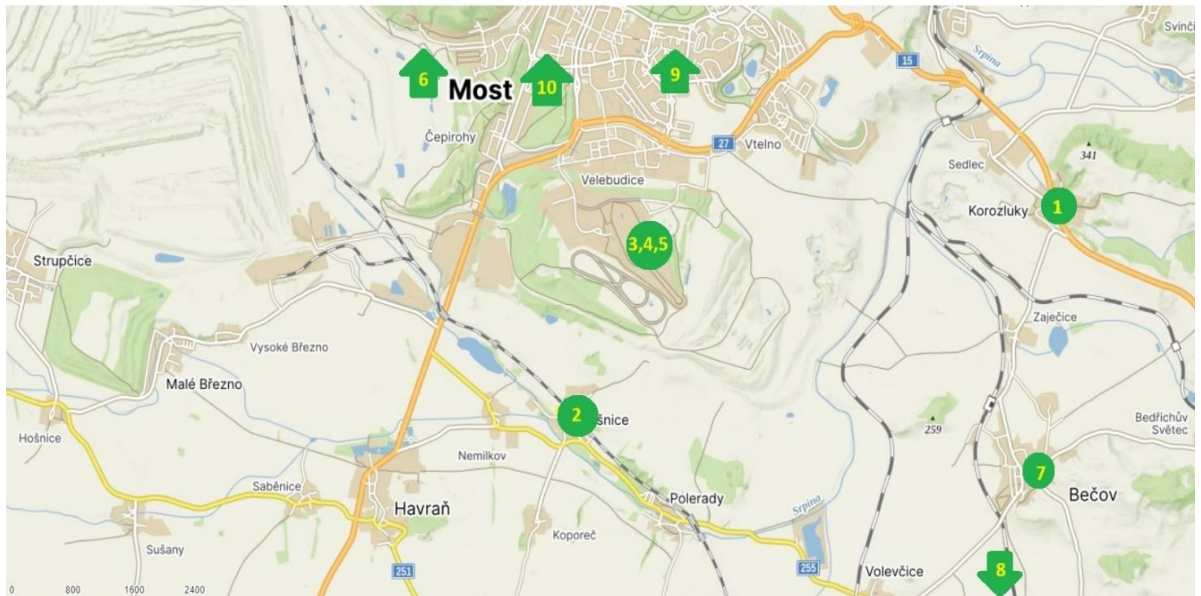 Svinči
Srpina
15
6
Most
10
9
Čepirohy
27
Vtelno
341
Sedlec
Velebudice
Korozluky
1
3,4,5
Strupčice
Zaječice
Vysoké Březno
Malé Březno
2
šnice
259
Bedřichův
Světec
Hošnice
Nemilkov
7
Bečov
Saběnice
Polerady
Srpina
Havraň
Koporeč
Sušany
8
251
255
Volevčice
0 800 1600 2400